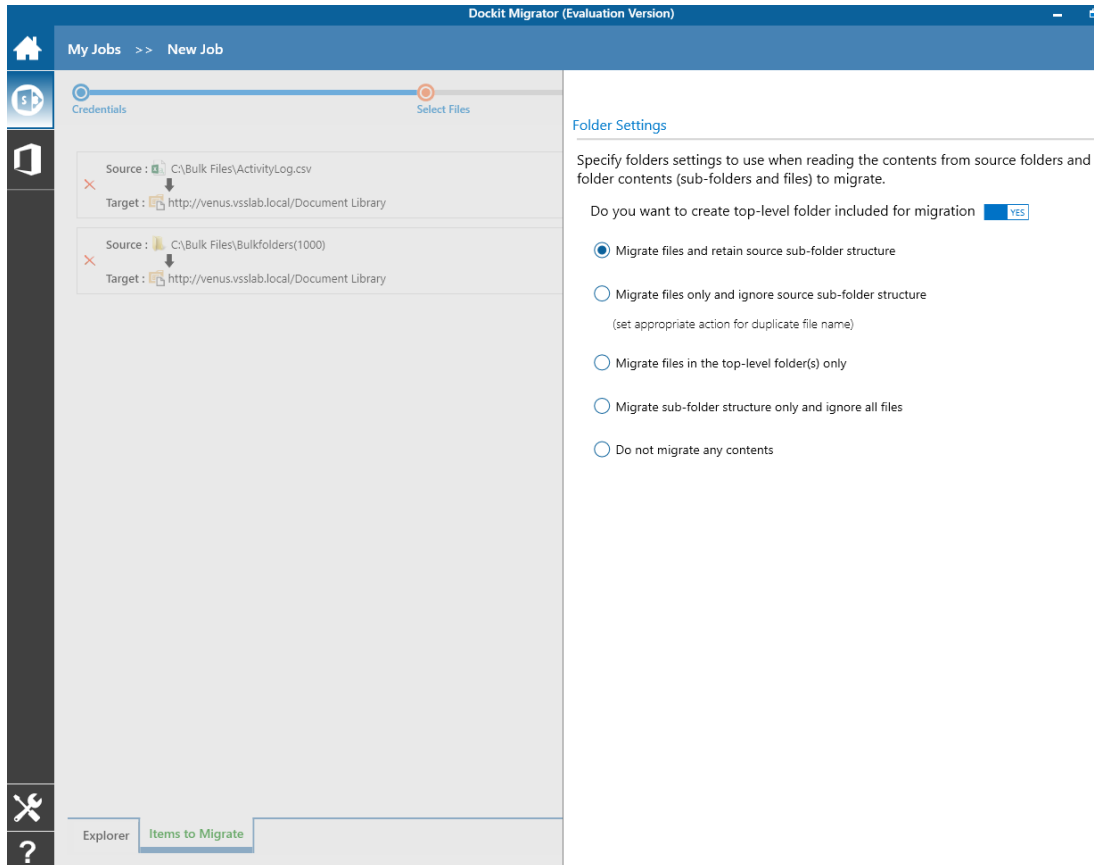 Dockit Migrator (Evaluation Version)
My Jobs >> New Job
Credentials
Select Files
Source : C:\Bulk Files\ActivityLog.csv
Target : http://venus.vsslab.local/Document Library
Source : C:\Bulk Files\Bulkfolders(1000)
Target : http://venus.vsslab.local/Document Library
Explorer
Items to Migrate
Folder Settings
Specify folders settings to use when reading the contents from source folders and
folder contents (sub-folders and files) to migrate.
Do you want to create top-level folder included for migration YES
Migrate files and retain source sub-folder structure
Migrate files only and ignore source sub-folder structure
(set appropriate action for duplicate file name)
Migrate files in the top-level folder(s) only
Migrate sub-folder structure only and ignore all files
Do not migrate any contents
?